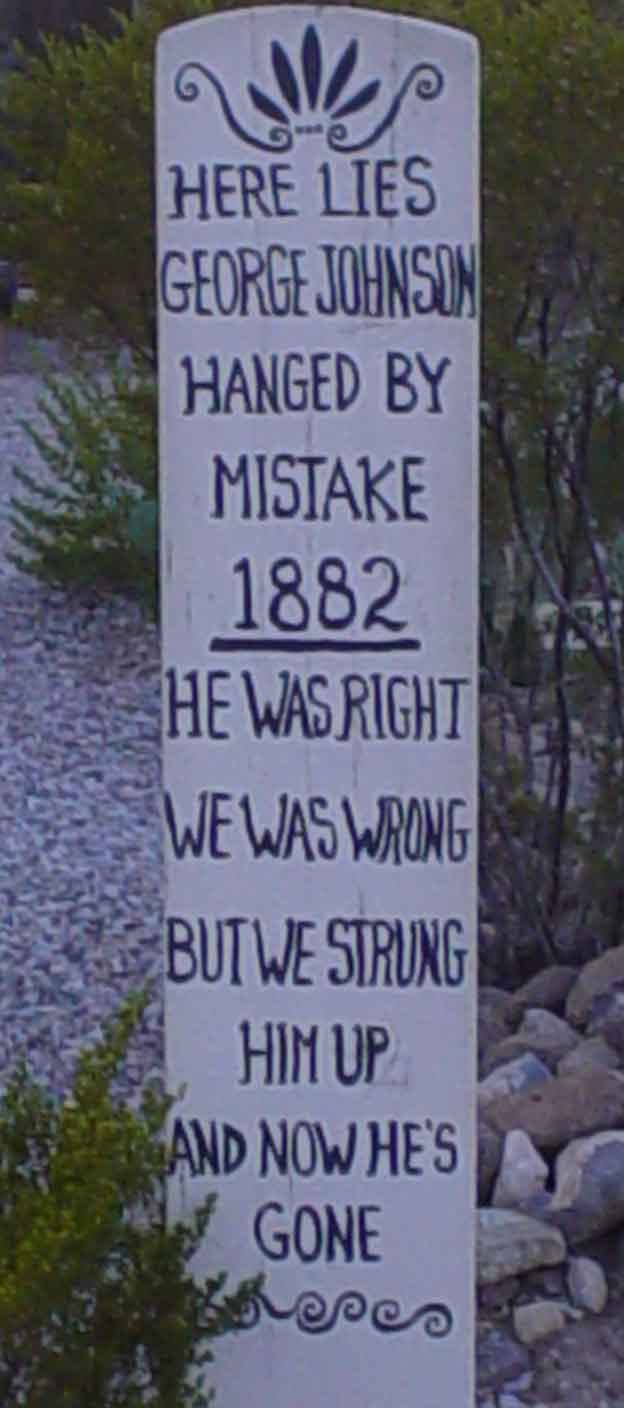 HERE LIES
GEORGE JOHNSON
HANGED BY
MISTAKE
1882
HE WAS RIGHT
WE WAS WRONG
BUT WE STRUNG
HIM UP
AND NOW HE'S
GONE